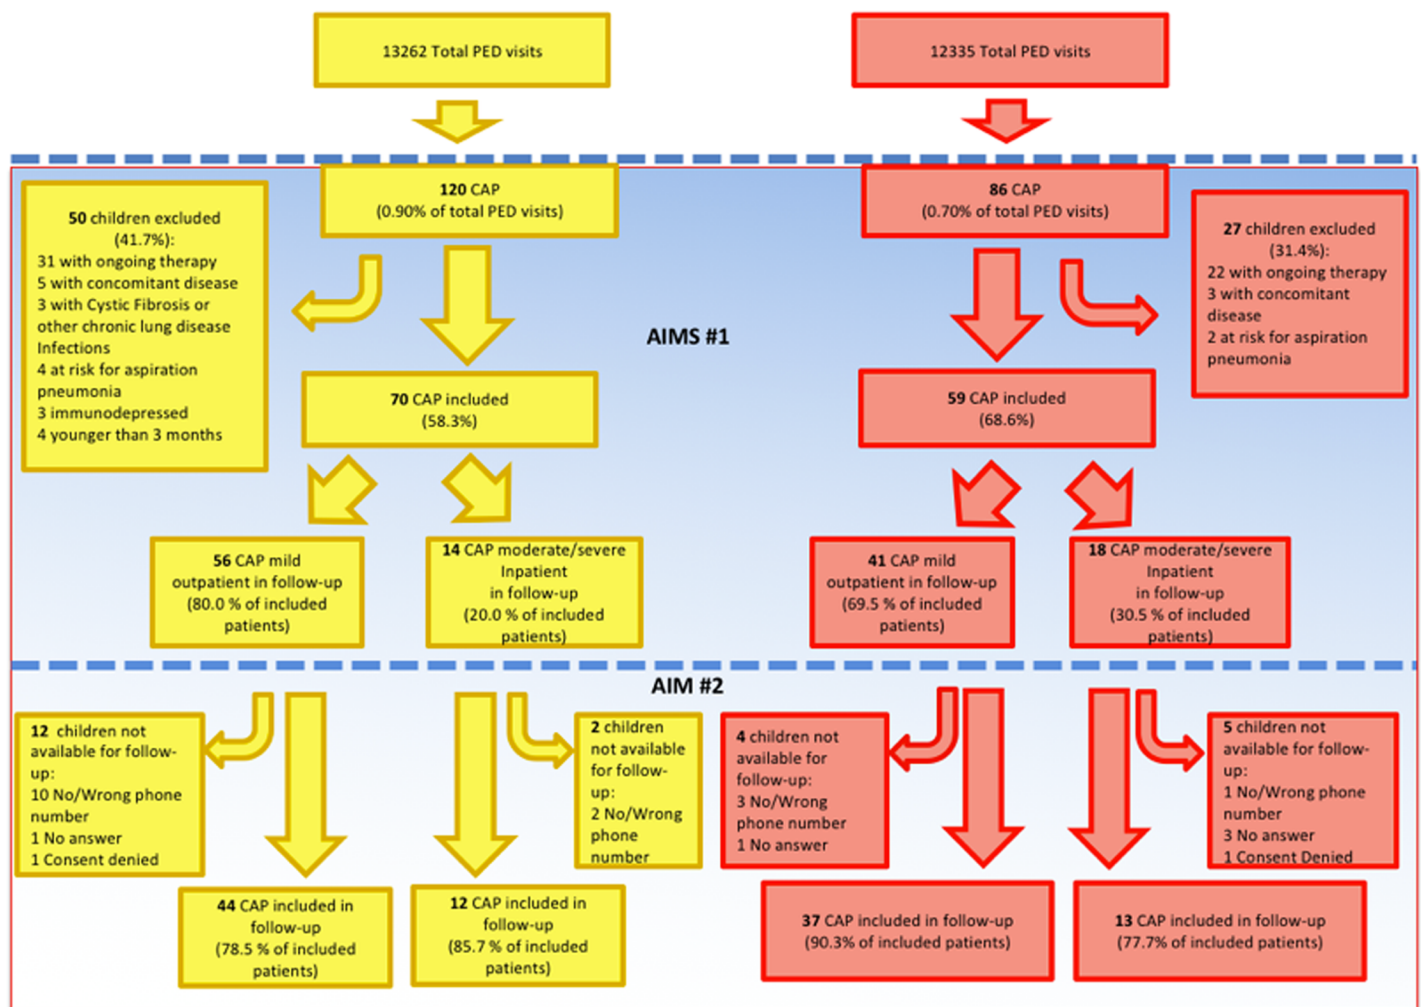 13262 Total PED visits
12335 Total PED visits
120 CAP
(0.90% of total PED visits)
86 CAP
(0.70% of total PED visits)
50 children excluded
(41.7%):
31 with ongoing therapy
5 with concomitant disease
3 with Cystic Fibrosis or
other chronic lung disease
Infections
4 at risk for aspiration
pneumonia
3 immunodepressed
4 younger than 3 months
27 children excluded
(31.4%):
22 with ongoing therapy
3 with concomitant
disease
2 at risk for aspiration
pneumonia
AIMS #1
70 CAP included
(58.3%)
59 CAP included
(68.6%)
56 CAP mild
outpatient in follow-up
(80.0 % of included
patients)
14 CAP moderate/severe
Inpatient
in follow-up
(20.0 % of included
patients)
41 CAP mild
outpatient in follow-up
(69.5 % of included
patients)
18 CAP moderate/severe
Inpatient
in follow-up
(30.5 % of included
patients)
AIM #2
12 children not
available for follow-
up:
10 No/Wrong phone
number
1 No answer
1 Consent denied
2 children
not available
for follow-
up:
2 No/Wrong
phone
number
4 children not
available for
follow-up:
3 No/Wrong
phone number
1 No answer
5 children not
available for follow-
up:
1 No/Wrong phone
number
3 No answer
1 Consent Denied
44 CAP included in
follow-up
(78.5 % of included
patients)
12 CAP included in
follow-up
(85.7 % of included
patients)
37 CAP included in follow-up
(90.3% of included patients)
13 CAP included in follow-up
(77.7% of included patients)